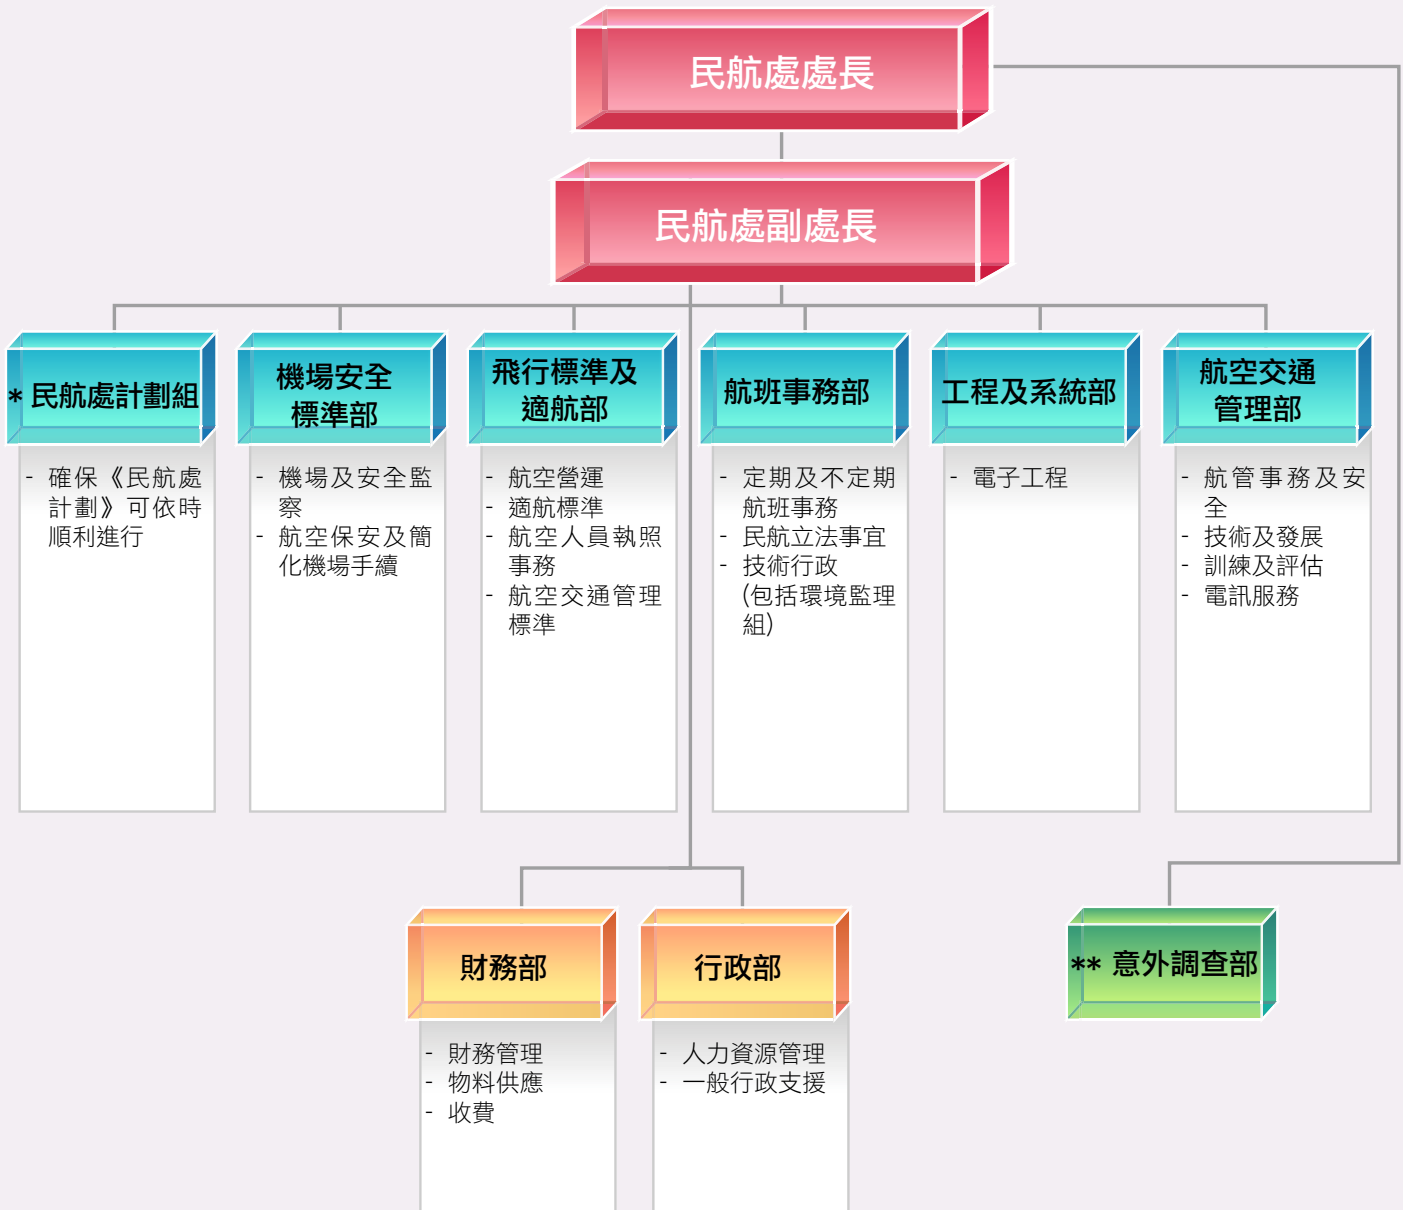 民航處處長
民航處副處長
* 民航處計劃組
- 確保《民航處
計劃》可依時
順利進行
機場安全
標準部
- 機場及安全監
察
- 航空保安及簡
化機場手續
飛行標準及
適航部
- 航空營運
- 適航標準
- 航空人員執照
事務
- 航空交通管理
標準
航班事務部
- 定期及不定期
航班事務
- 民航立法事宜
- 技術行政
(包括環境監理
組)
工程及系統部
- 電子工程
航空交通
管理部
- 航管事務及安
全
- 技術及發展
- 訓練及評估
- 電訊服務
財務部
- 財務管理
- 物料供應
- 收費
行政部
- 人力資源管理
- 一般行政支援
** 意外調查部